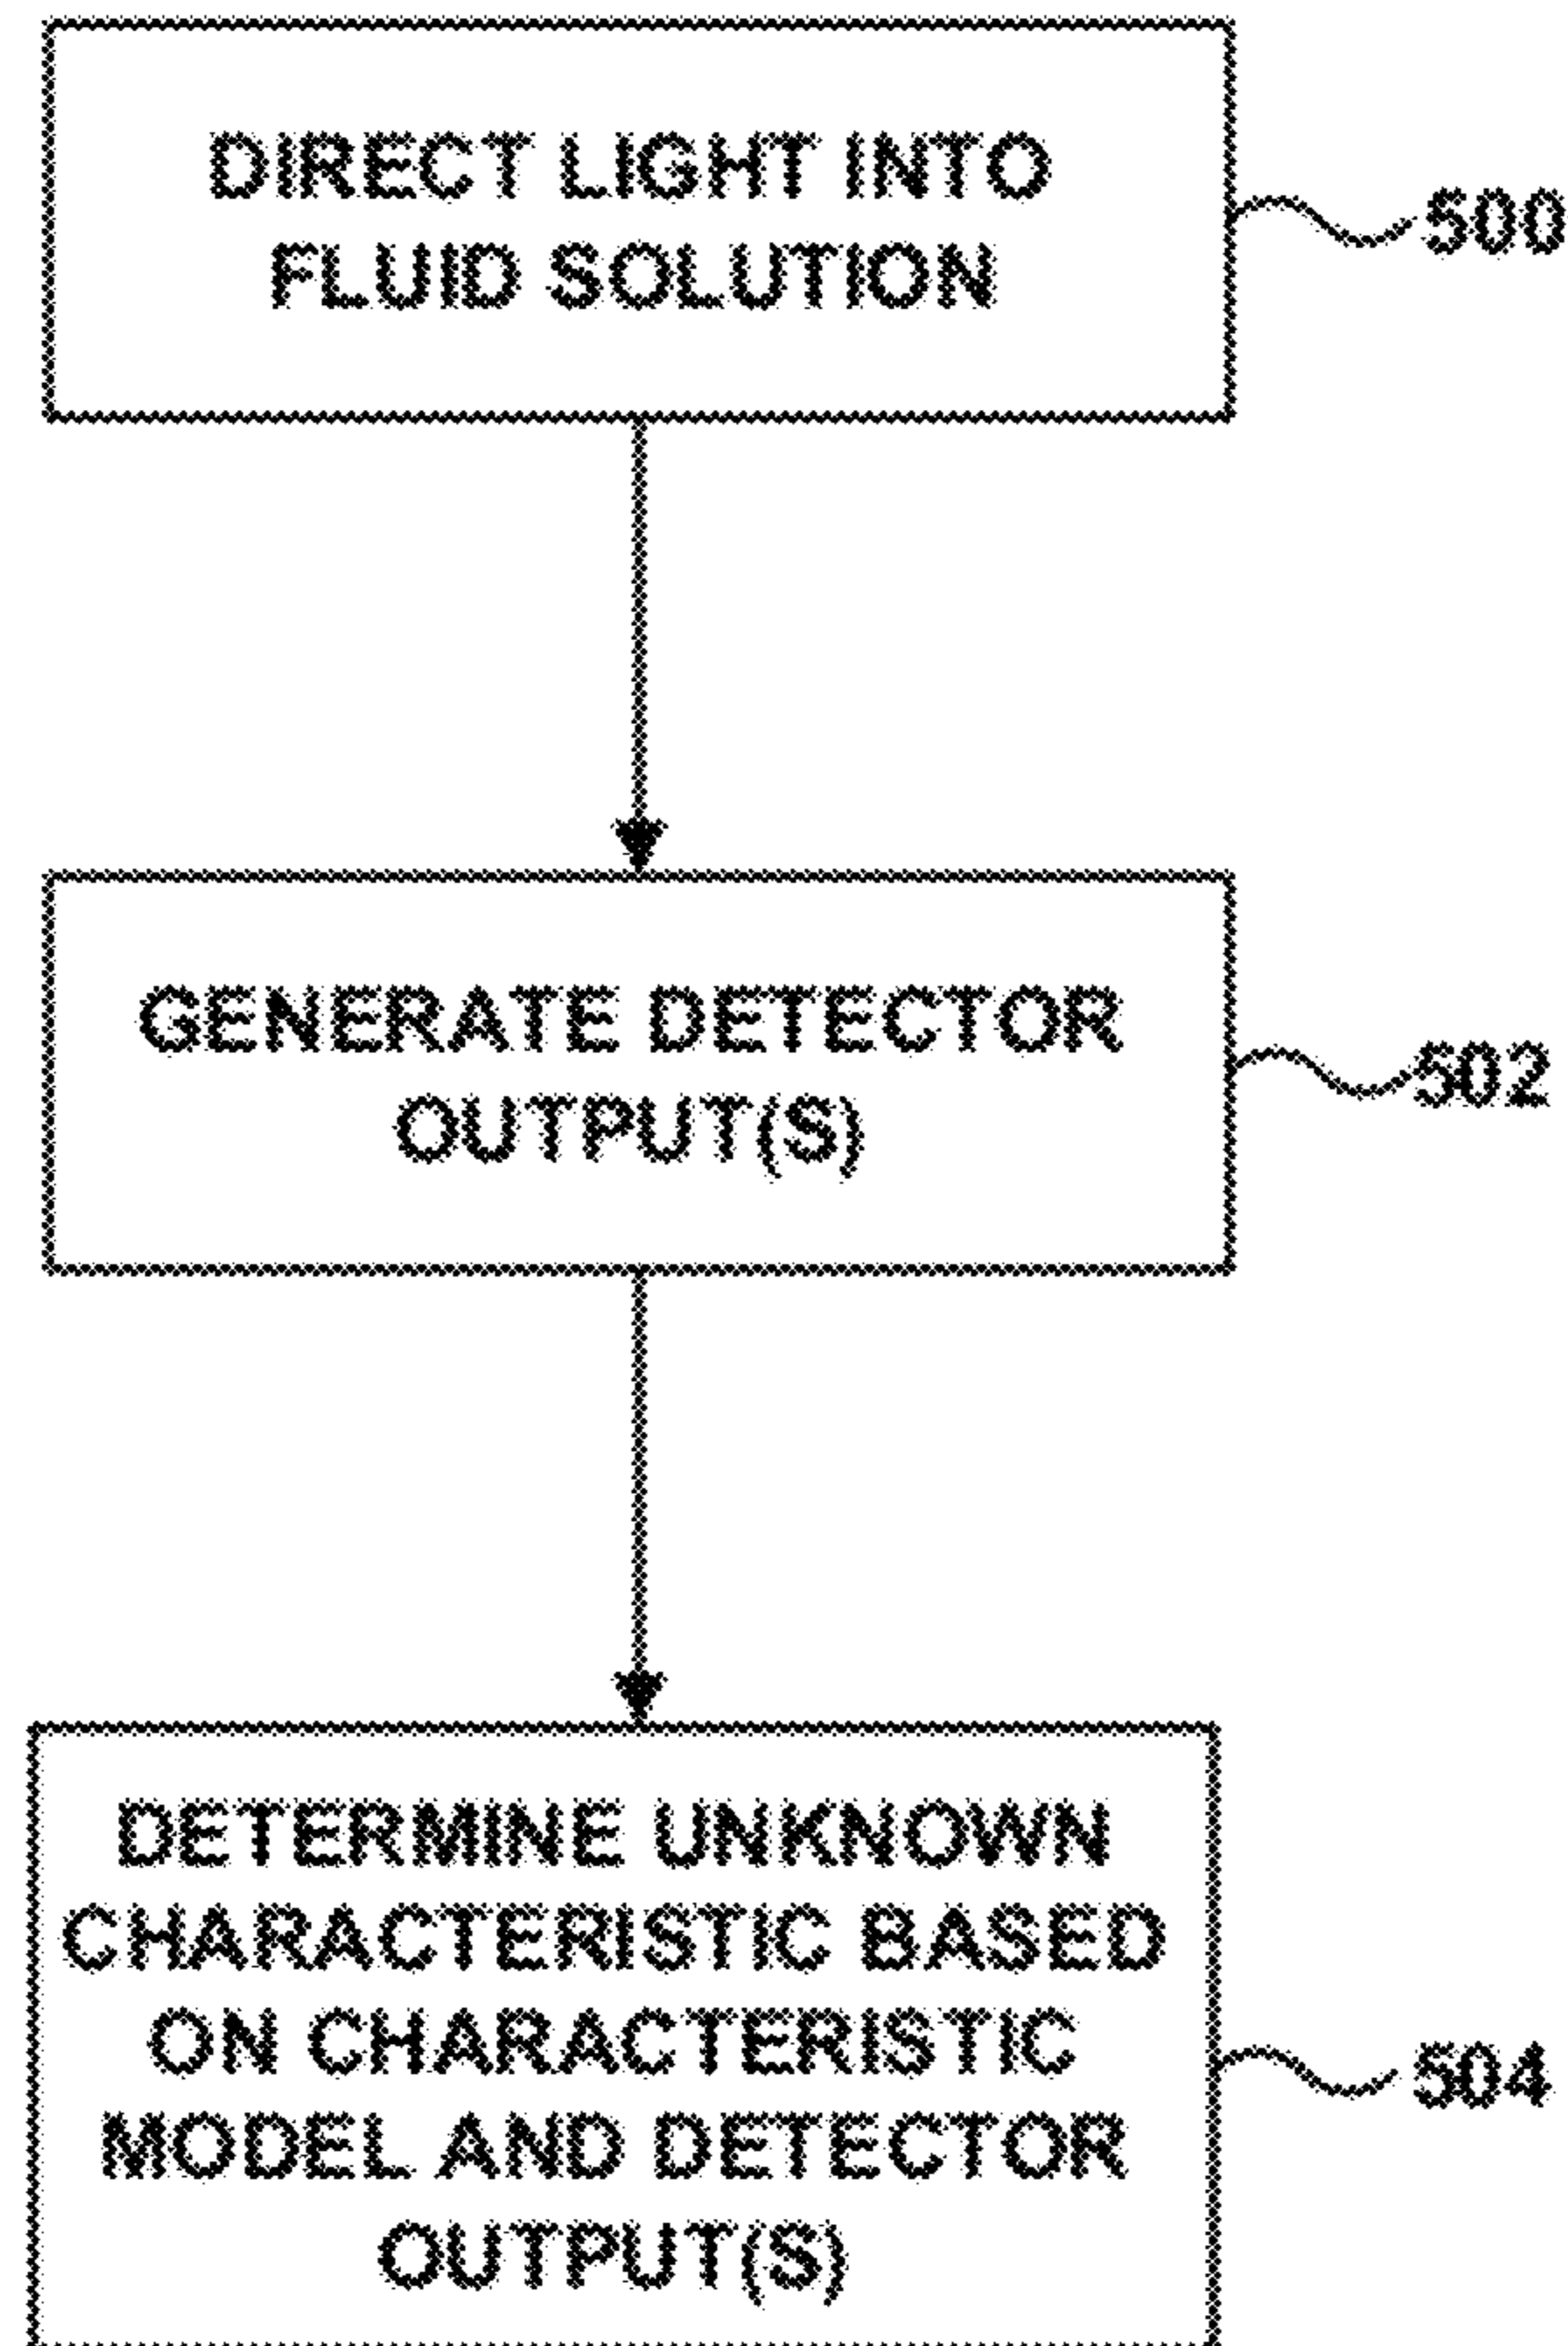 DIRECT LIGHT INTO
FLUID SOLUTION
500
GENERATE DETECTOR
OUTPUT(S)
502
DETERMINE UNKNOWN
CHARACTERISTIC BASED
ON CHARACTERISTIC
MODEL AND DETECTOR
OUTPUT(S)
504